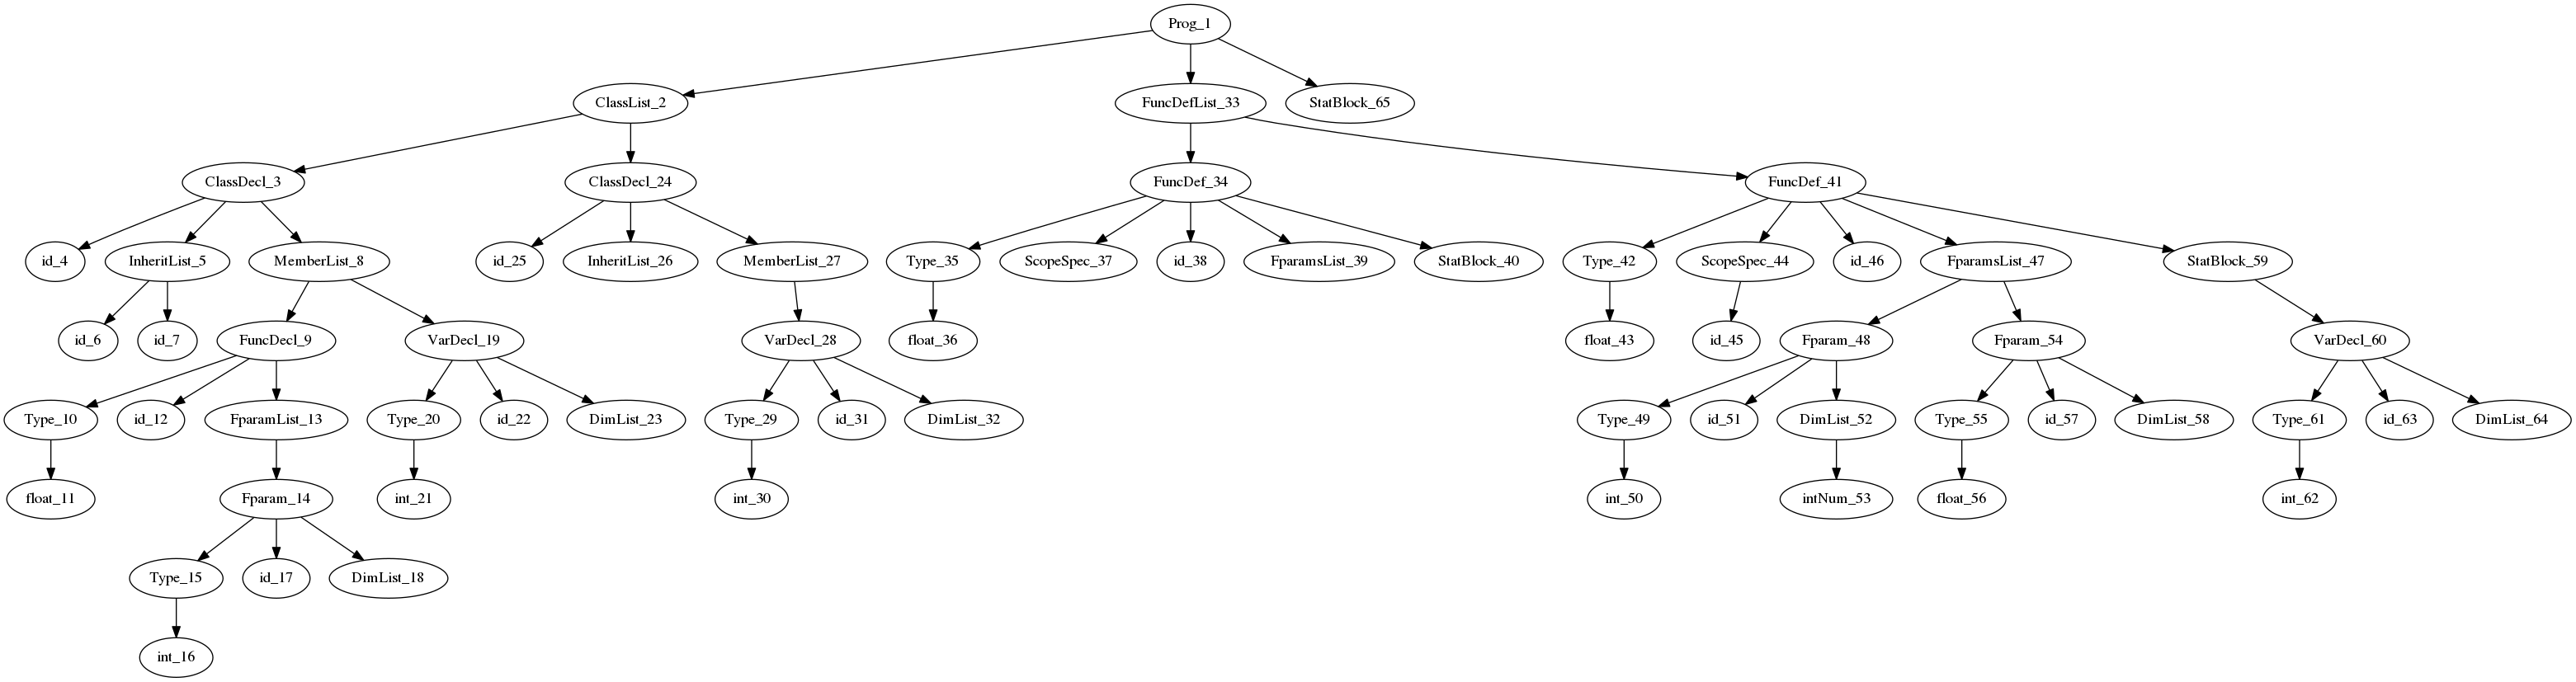 Prog_1
ClassList_2
FuncDefList_33
StatBlock_65
ClassDecl_3
ClassDecl_24
FuncDef_34
FuncDef_41
id_4
InheritList_5
MemberList_8
id_25
InheritList_26
MemberList_27
Type_35
ScopeSpec_37
id_38
FparamsList_39
StatBlock_40
Type_42
ScopeSpec_44
id_46
FparamsList_47
StatBlock_59
id_6
id_7
FuncDecl_9
VarDecl_19
VarDecl_28
float_36
float_43
id_45
Fparam_48
Fparam_54
VarDecl_60
Type_10
id_12
FparamList_13
Type_20
id_22
DimList_23
Type_29
id_31
DimList_32
Type_49
id_51
DimList_52
Type_55
id_57
DimList_58
Type_61
id_63
DimList_64
float_11
Fparam_14
int_21
int_30
int_50
intNum_53
float_56
int_62
Type_15
id_17
DimList_18
int_16